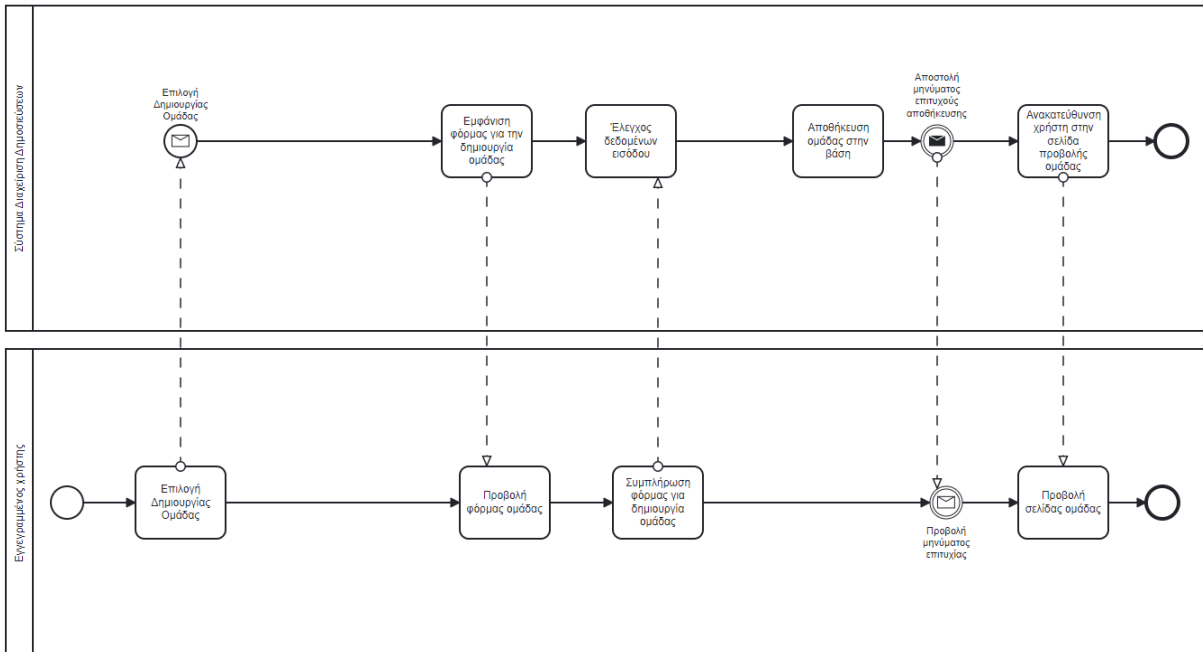 Σύστημα Διαχείριση Δημοσιεύσεων
Επιλογή
Δημιουργίας
Ομάδας
Εμφάνιση
φόρμας για την
δημιουργία
ομάδας
Έλεγχος
δεδομένων
εισόδου
Αποθήκευση
ομάδας στην
βάση
Αποστολή
μηνύματος
επιτυχούς
αποθήκευσης
Ανακατεύθυνση
χρήστη στην
σελίδα
προβολής
ομάδας
Εγγεγραμμένος χρήστης
Επιλογή
Δημιουργίας
Ομάδας
Προβολή
φόρμας ομάδας
Συμπλήρωση
φόρμας για
δημιουργία
ομάδας
Προβολή
μηνύματος
επιτυχίας
Προβολή
σελίδας ομάδας